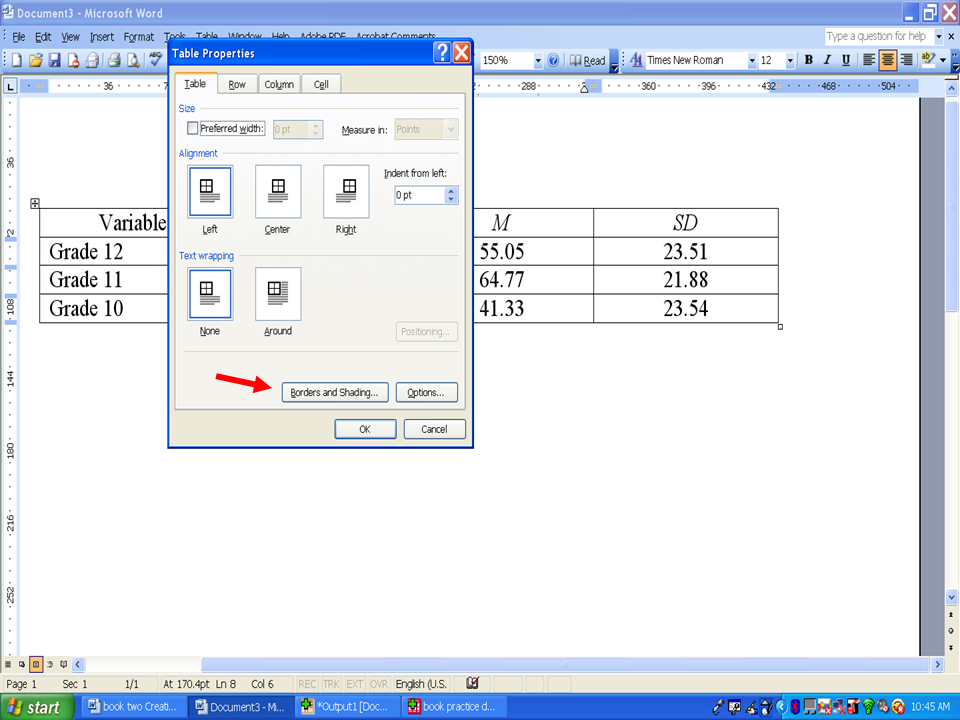 Document3 - Microsoft Word
File Edit View Insert Format Tools Table Window Help Adobe PDF Acrobat Comments
Type a question for help
150% Read Times New Roman 12 B I U
L 36 288 360 396 432 468 504
Table Properties
Table Row Column Cell
Size
Preferred width: 0 pt Measure in: Points
Alignment
Indent from left:
0 pt
Left Center Right
Text wrapping
None Around
Positioning...
Borders and Shading... Options...
OK Cancel
Variable M SD
Grade 12 55.05 23.51
Grade 11 64.77 21.88
Grade 10 41.33 23.54
36
72
108
144
180
216
252
Page 1 Sec 1 1/1 At 170.4pt Ln 8 Col 6 REC TRK EXT OVR English (U.S.
start book two Creati... Document3 - Mi... *Output1 [Doc... book practice d... 10:45 AM